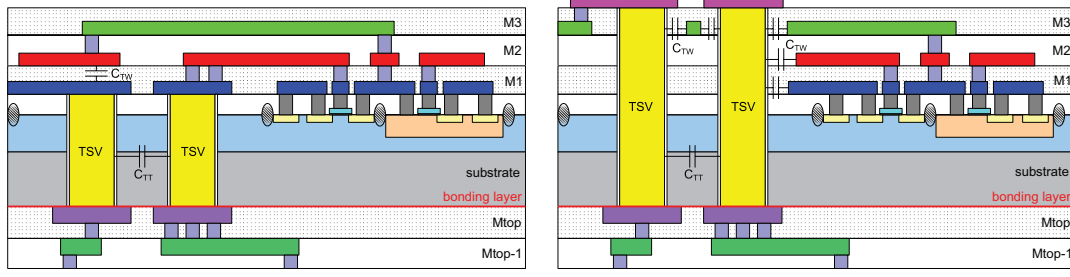 M3
M2
C_TW
M1
TSV
TSV
C_TT
substrate
bonding layer
Mtop
Mtop-1
M3
C_TW
C_TW
M2
M1
TSV
TSV
C_TT
substrate
bonding layer
Mtop
Mtop-1